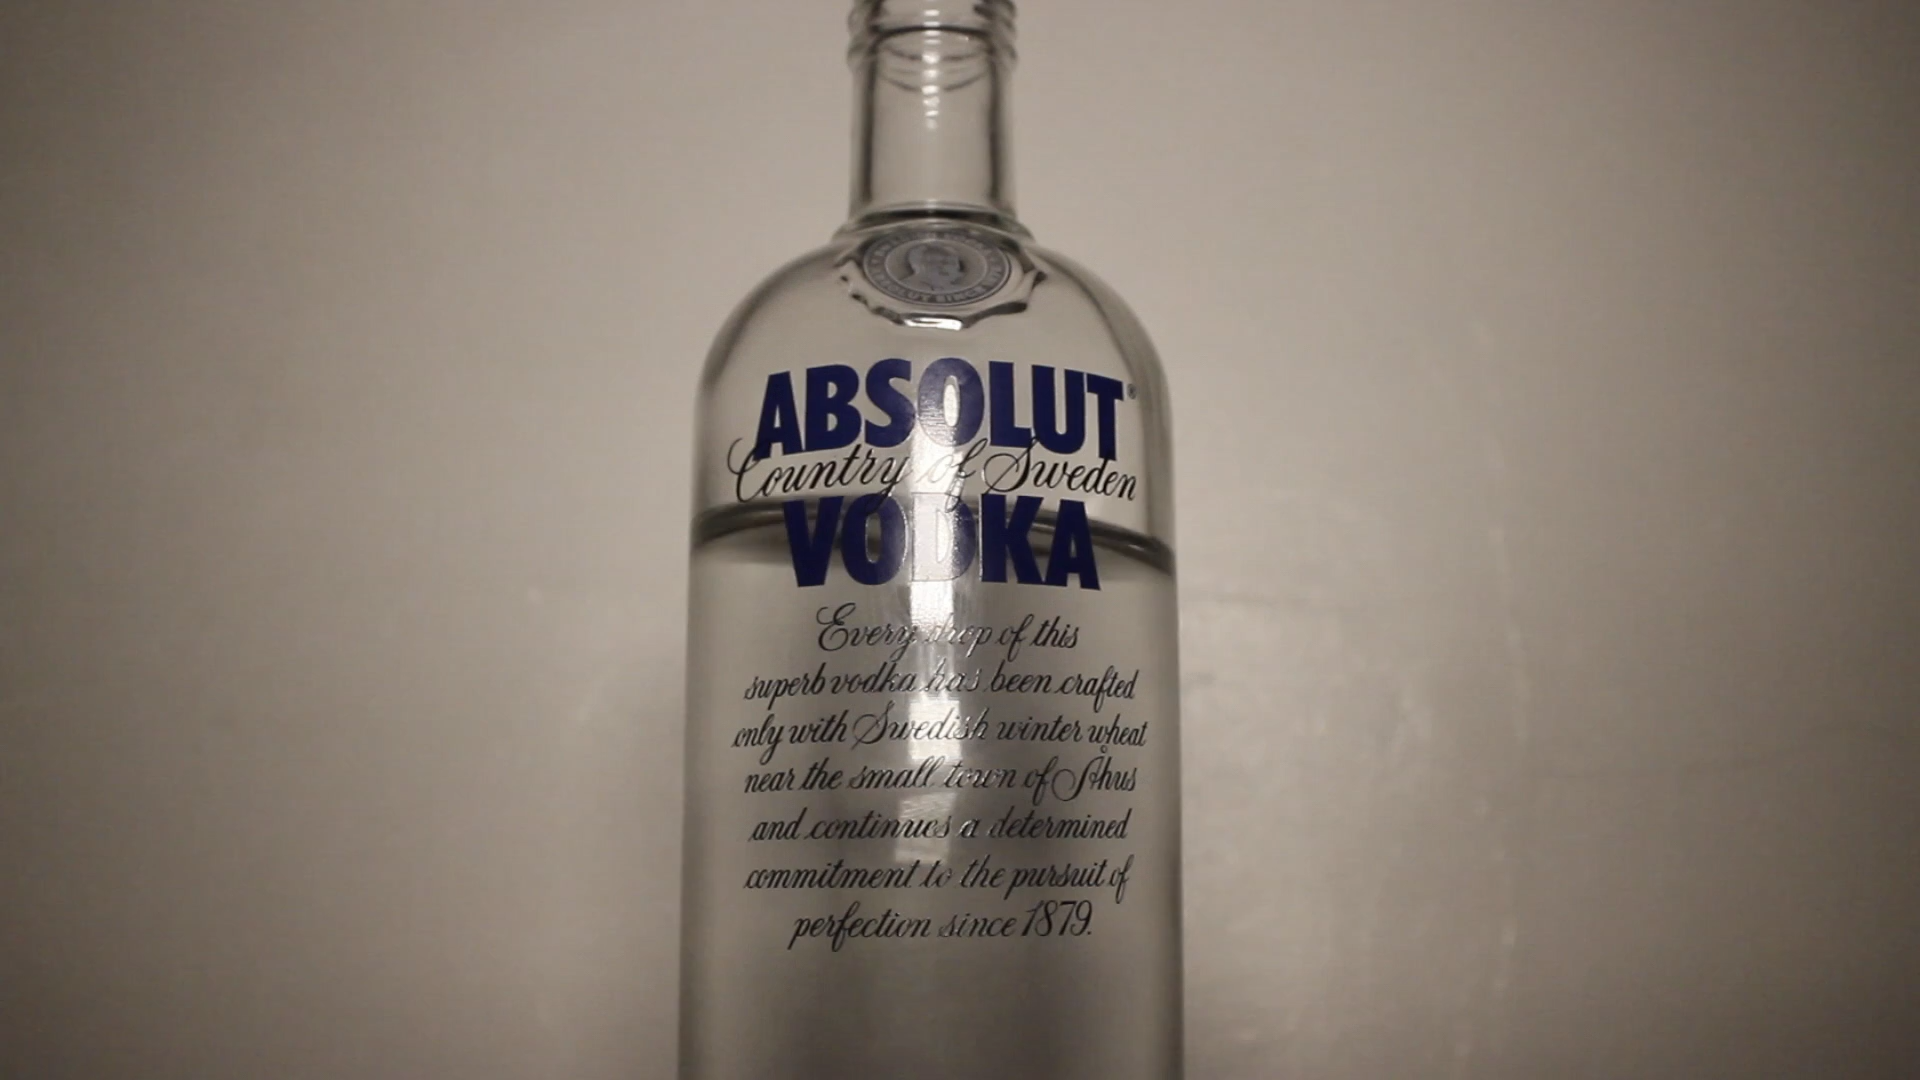 ABSOLUT®
Country of Sweden
VODKA
Every drop of this
superb vodka has been crafted
only with Swedish winter wheat
near the small town of Åhus
and continues a determined
commitment to the pursuit of
perfection since 1879.